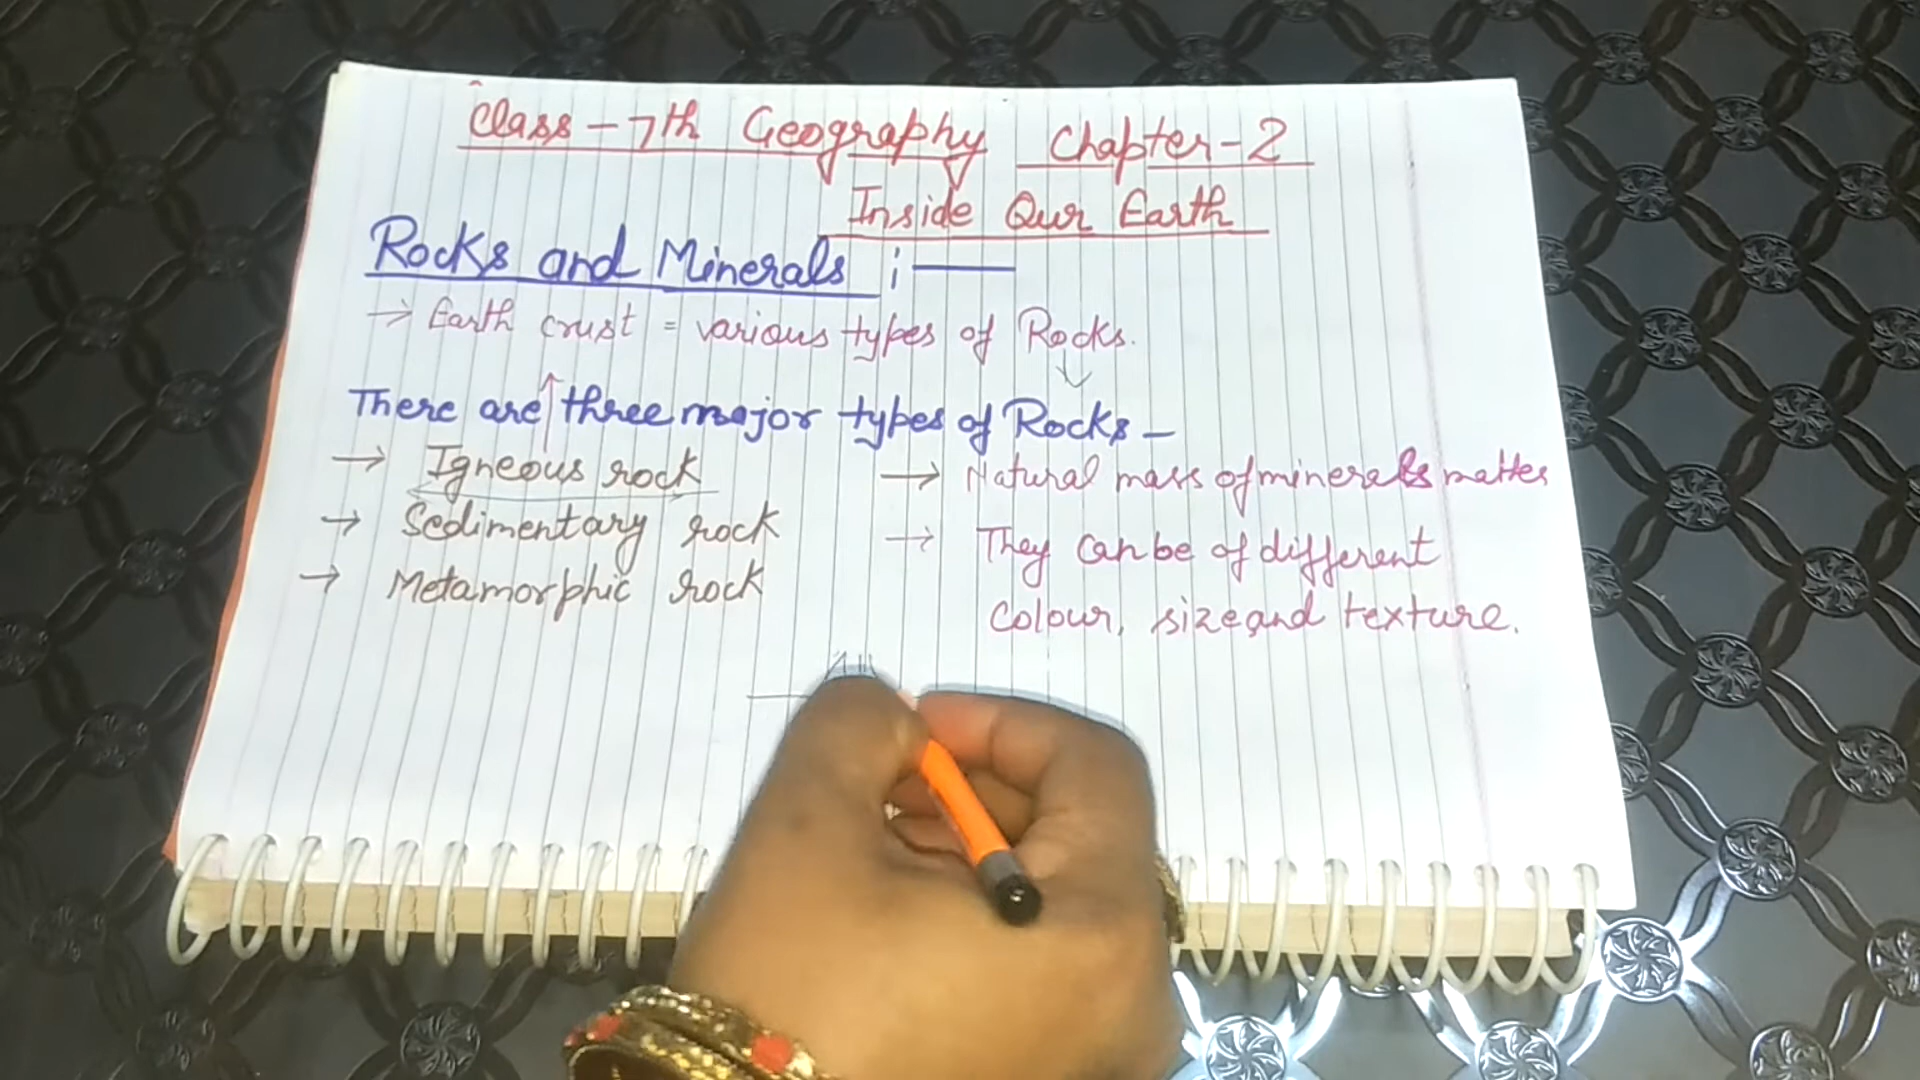 Class - 7th Geography Chapter-2
Inside Our Earth
Rocks and Minerals :-
→ Earth crust = various types of Rocks.
There are three major types of Rocks -
→ Igneous rock
→ Sedimentary rock
→ Metamorphic rock
→ Natural mass of minerals matter
→ They can be of different
colour, size and texture.